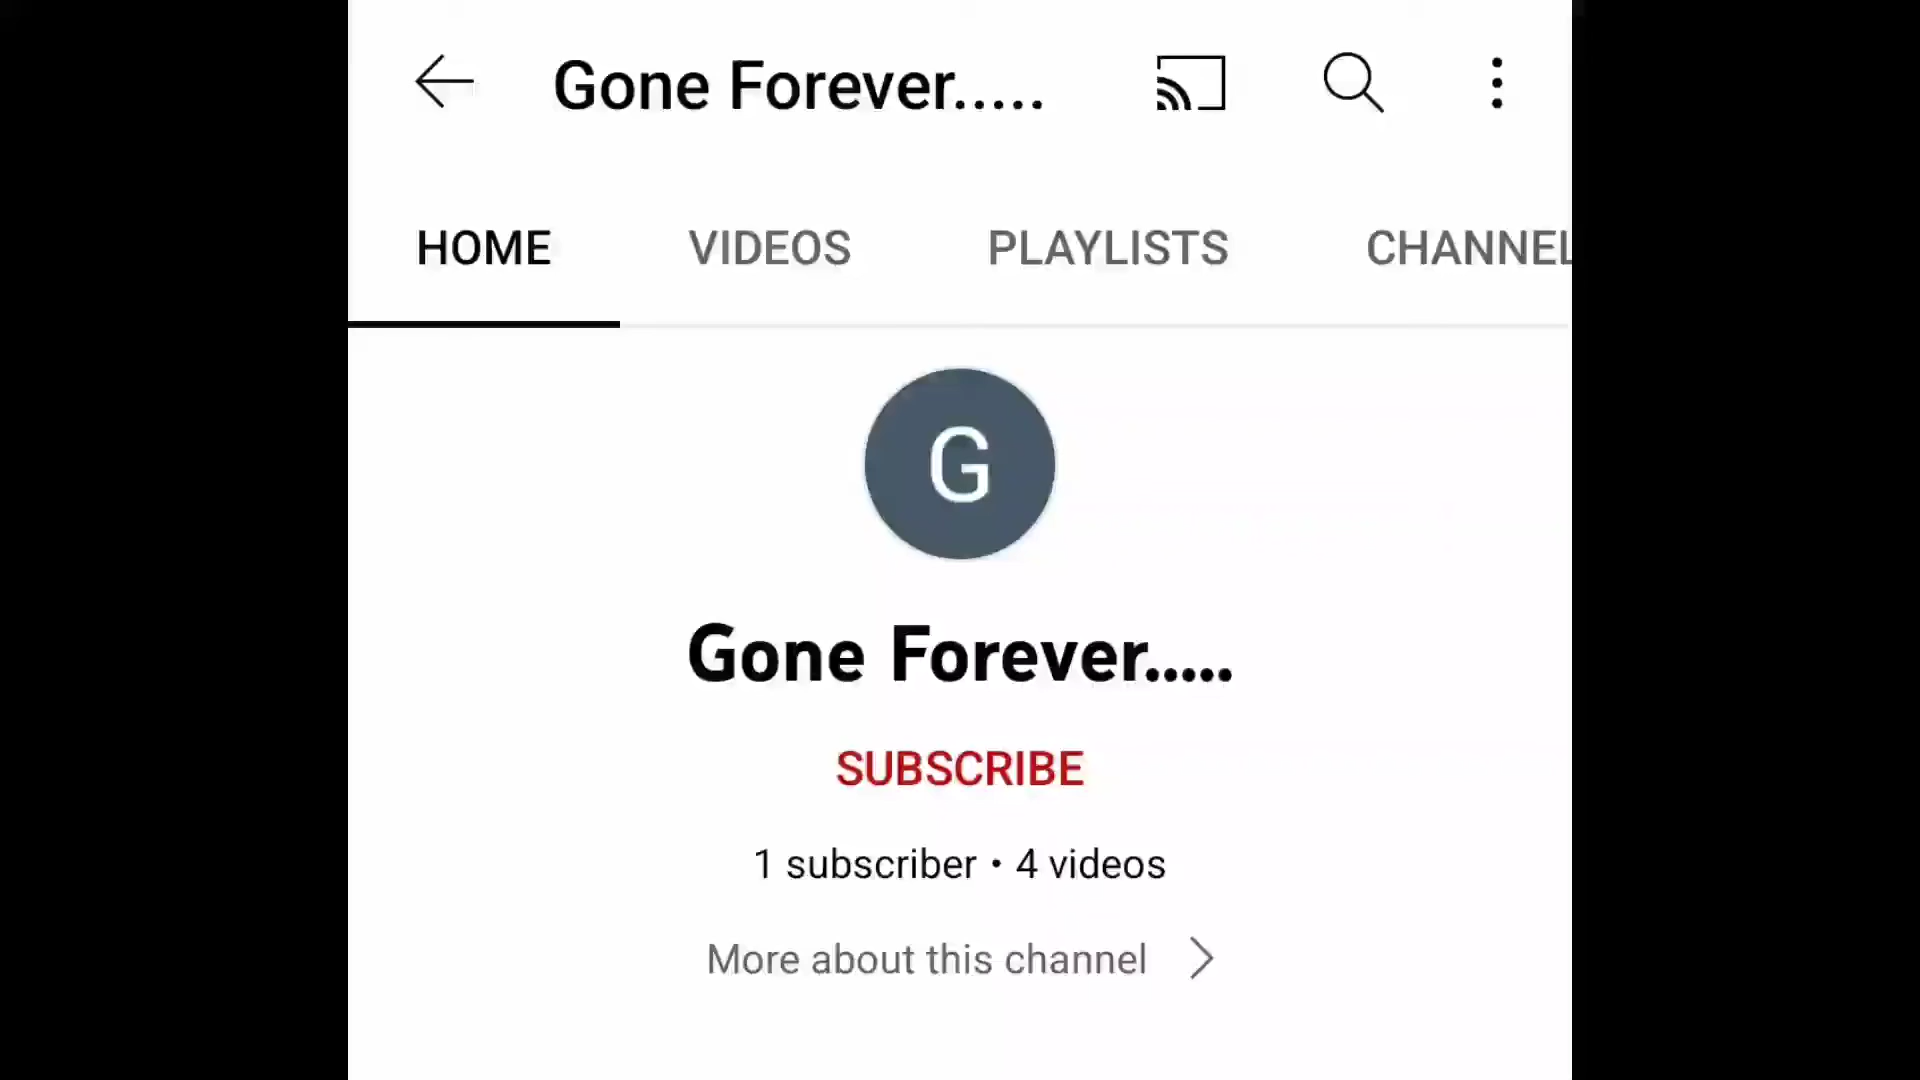 Gone Forever.....
HOME VIDEOS PLAYLISTS CHANNEL
G
Gone Forever.....
SUBSCRIBE
1 subscriber • 4 videos
More about this channel